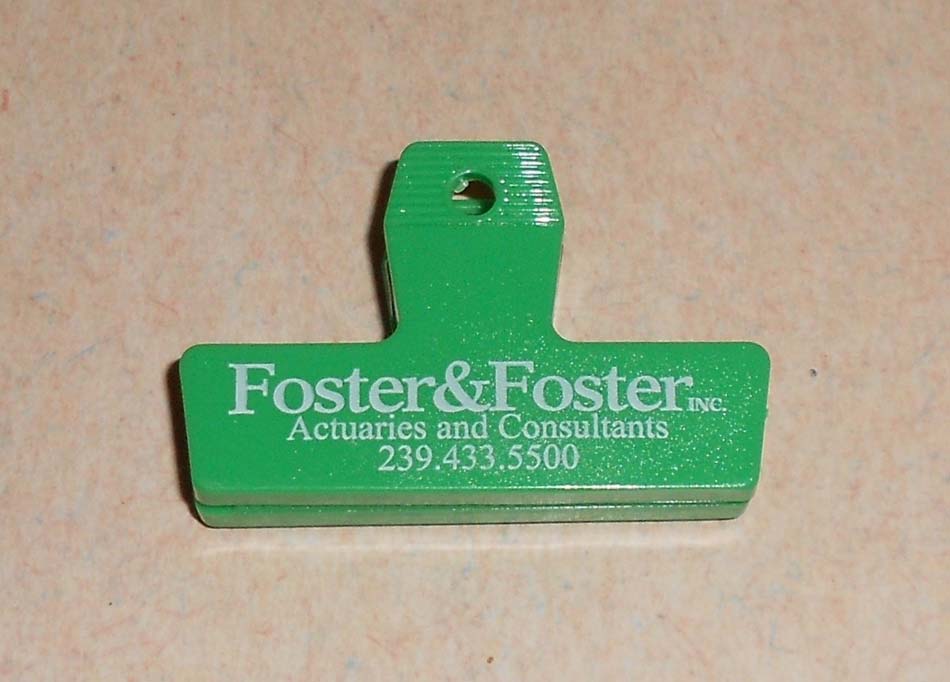 Foster&Foster INC.
Actuaries and Consultants
239.433.5500